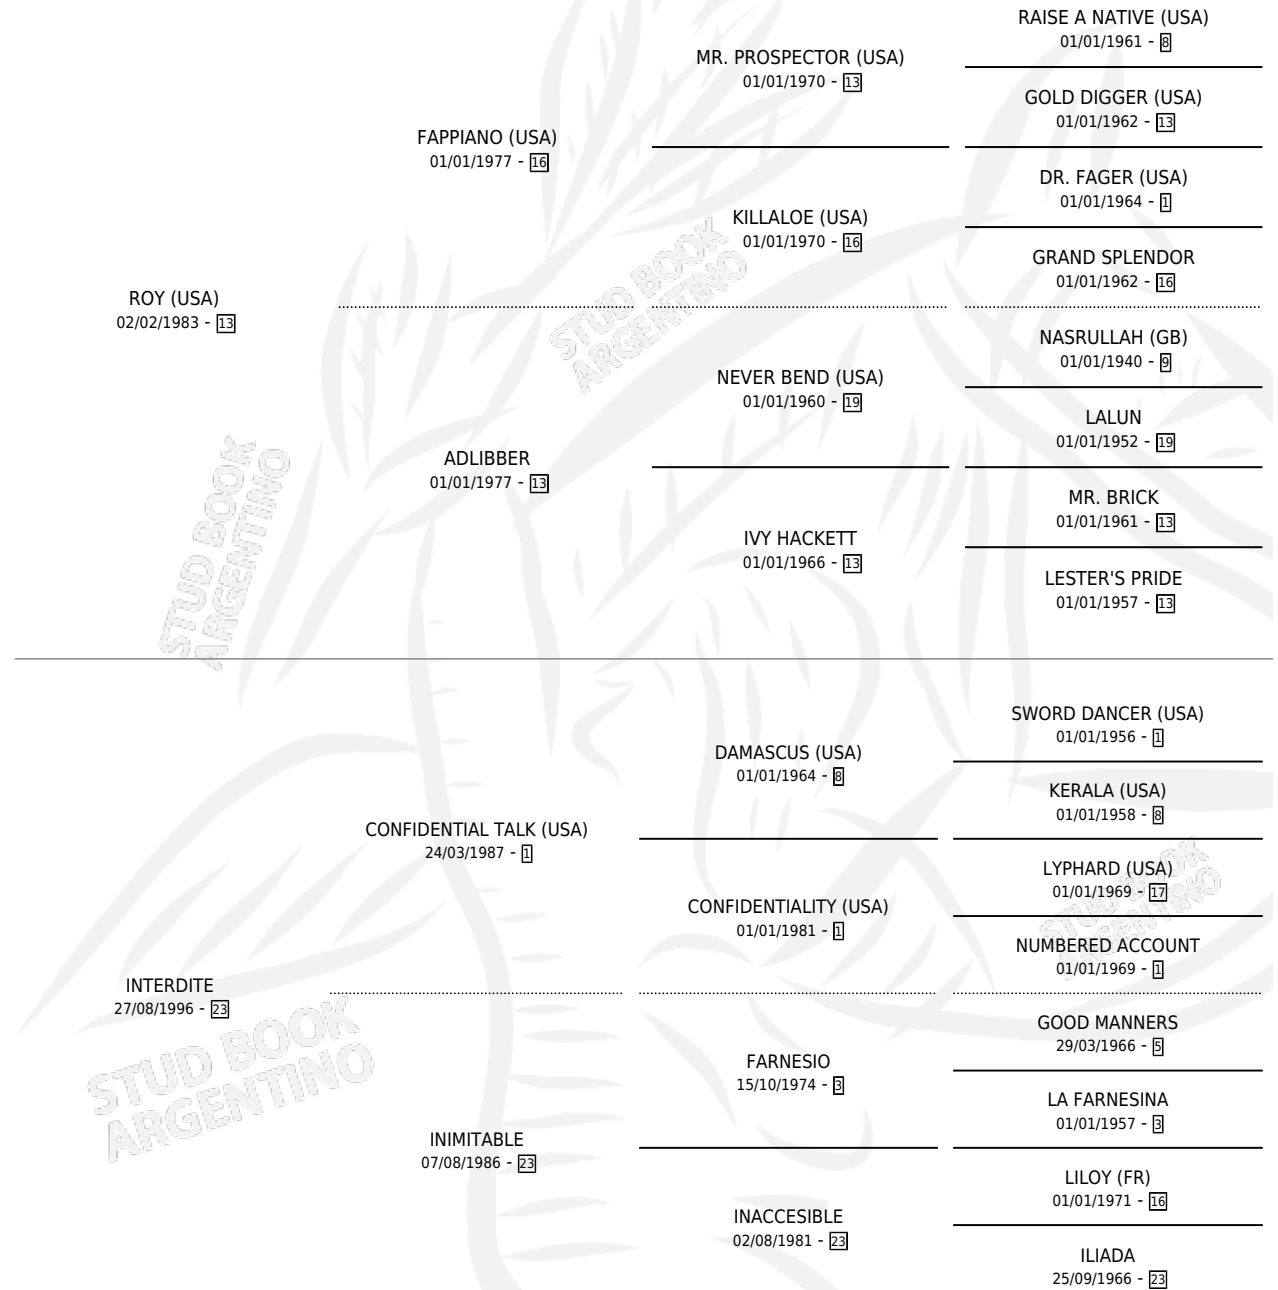 RAISE A NATIVE (USA)
01/01/1961 - 8
MR. PROSPECTOR (USA)
01/01/1970 - 13
GOLD DIGGER (USA)
01/01/1962 - 13
FAPPIANO (USA)
01/01/1977 - 16
DR. FAGER (USA)
01/01/1964 - 1
KILLALOE (USA)
01/01/1970 - 16
GRAND SPLENDOR
01/01/1962 - 16
ROY (USA)
02/02/1983 - 13
NASRULLAH (GB)
01/01/1940 - 9
NEVER BEND (USA)
01/01/1960 - 19
LALUN
01/01/1952 - 19
ADLIBBER
01/01/1977 - 13
MR. BRICK
01/01/1961 - 13
IVY HACKETT
01/01/1966 - 13
LESTER'S PRIDE
01/01/1957 - 13
SWORD DANCER (USA)
01/01/1956 - 1
DAMASCUS (USA)
01/01/1964 - 8
KERALA (USA)
01/01/1958 - 8
CONFIDENTIAL TALK (USA)
24/03/1987 - 1
LYPHARD (USA)
01/01/1969 - 17
CONFIDENTIALITY (USA)
01/01/1981 - 1
NUMBERED ACCOUNT
01/01/1969 - 1
INTERDITE
27/08/1996 - 23
GOOD MANNERS
29/03/1966 - 5
FARNESIO
15/10/1974 - 3
LA FARNESINA
01/01/1957 - 3
INIMITABLE
07/08/1986 - 23
LILOY (FR)
01/01/1971 - 16
INACCESIBLE
02/08/1981 - 23
ILIADA
25/09/1966 - 23
STUD BOOK
ARGENTINO
STUD BOOK
ARGENTINO
STUD BOOK
ARGENTINO
STUD BOOK
ARGENTINO